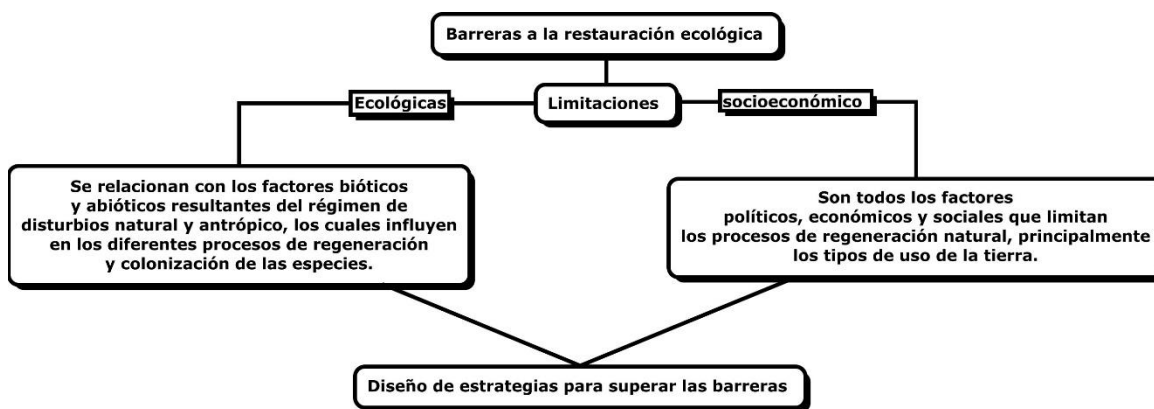 Barreras a la restauración ecológica
Ecológicas
Limitaciones
socioeconómico
Se relacionan con los factores bióticos
y abióticos resultantes del régimen de
disturbios natural y antrópico, los cuales influyen
en los diferentes procesos de regeneración
y colonización de las especies.
Son todos los factores
políticos, económicos y sociales que limitan
los procesos de regeneración natural, principalmente
los tipos de uso de la tierra.
Diseño de estrategias para superar las barreras